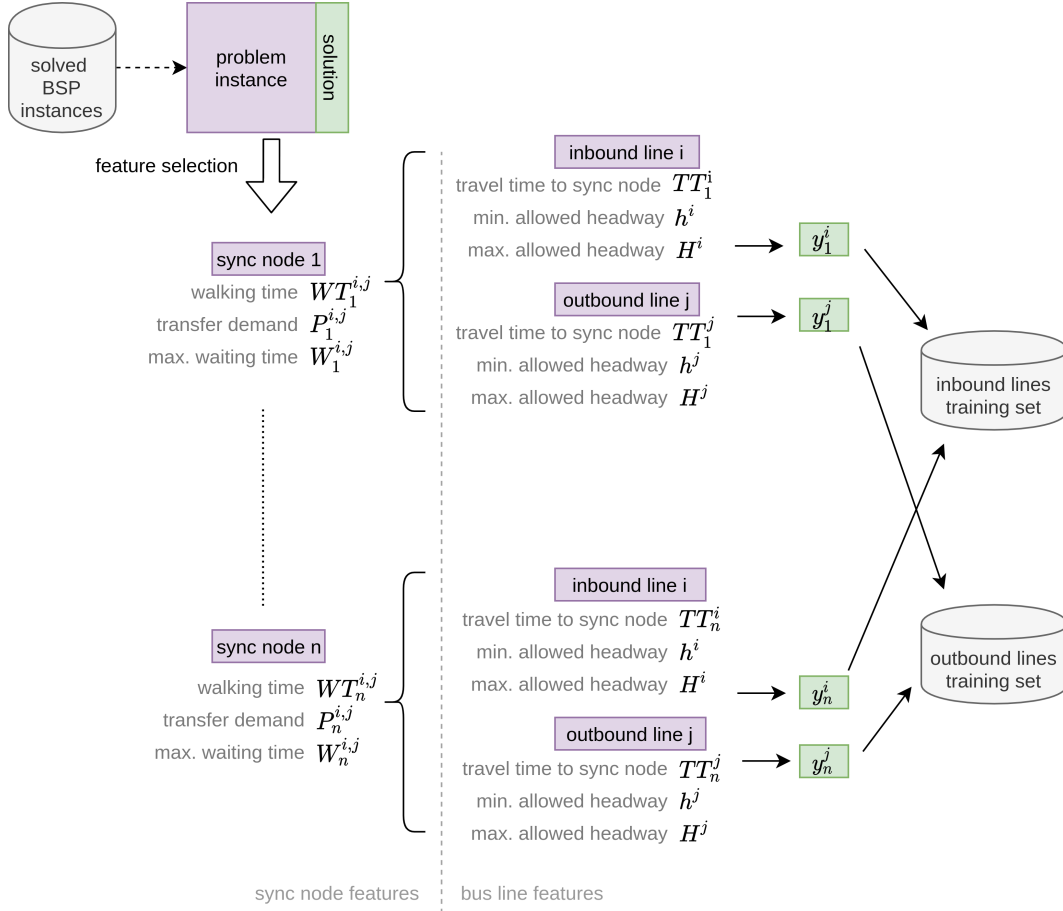 solved
BSP
instances
problem
instance
solution
feature selection
sync node 1
walking time WT_1^{i,j}
transfer demand P_1^{i,j}
max. waiting time W_1^{i,j}
inbound line i
travel time to sync node TT_1^i
min. allowed headway h^i
max. allowed headway H^i
y_1^i
outbound line j
travel time to sync node TT_1^j
min. allowed headway h^j
max. allowed headway H^j
y_1^j
inbound lines
training set
sync node n
walking time WT_n^{i,j}
transfer demand P_n^{i,j}
max. waiting time W_n^{i,j}
inbound line i
travel time to sync node TT_n^i
min. allowed headway h^i
max. allowed headway H^i
y_n^i
outbound line j
travel time to sync node TT_n^j
min. allowed headway h^j
max. allowed headway H^j
y_n^j
outbound lines
training set
sync node features
bus line features